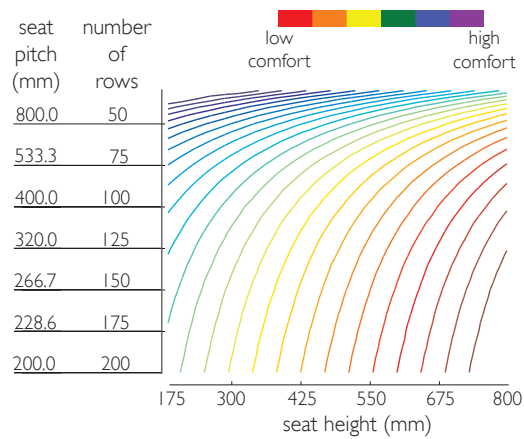 seat pitch (mm)
number of rows
low comfort
high comfort
800.0 50
533.3 75
400.0 100
320.0 125
266.7 150
228.6 175
200.0 200
175 300 425 550 675 800
seat height (mm)